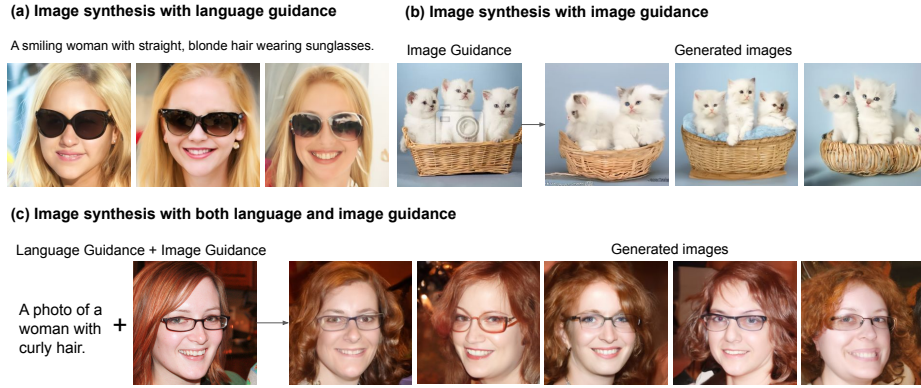 (a) Image synthesis with language guidance
A smiling woman with straight, blonde hair wearing sunglasses.
(b) Image synthesis with image guidance
Image Guidance
Generated images
(c) Image synthesis with both language and image guidance
Language Guidance + Image Guidance
Generated images
A photo of a
woman with
curly hair.
+